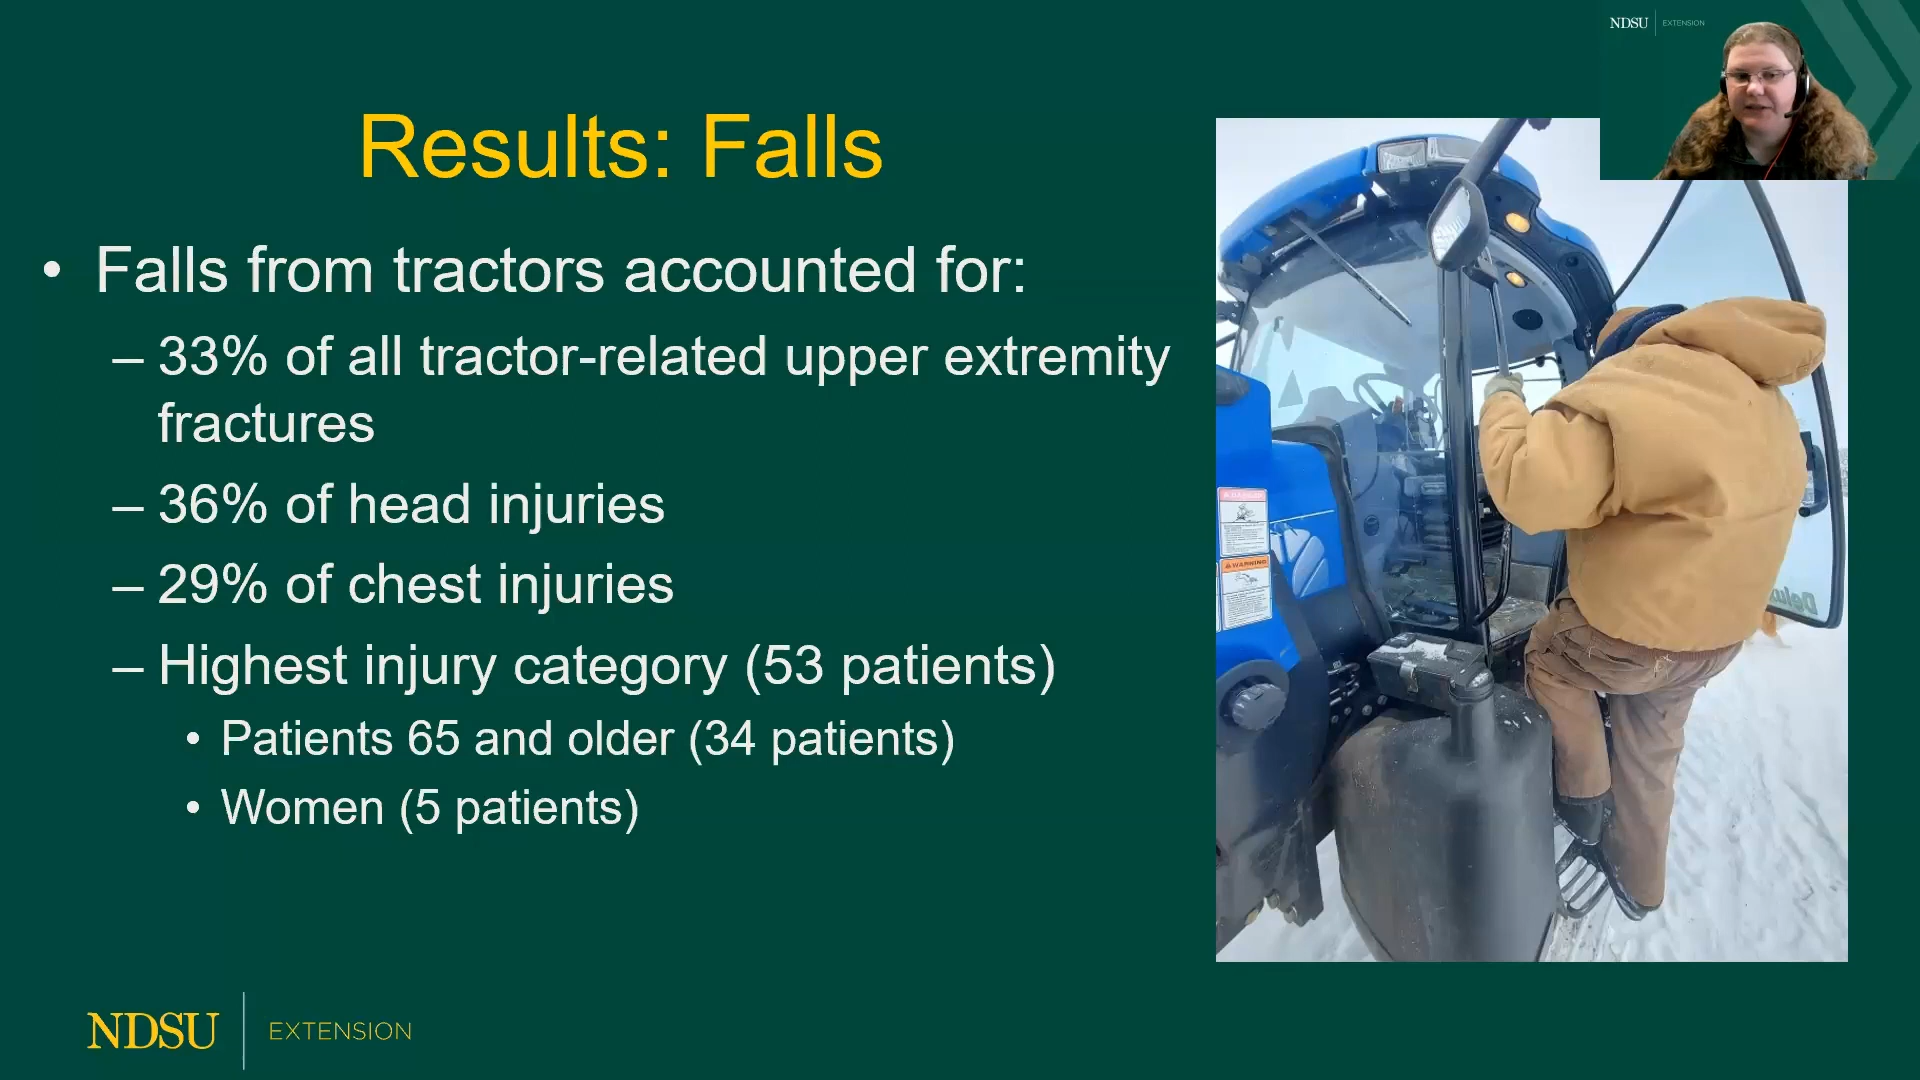 NDSU EXTENSION
Results: Falls
• Falls from tractors accounted for:
– 33% of all tractor-related upper extremity
fractures
– 36% of head injuries
– 29% of chest injuries
– Highest injury category (53 patients)
• Patients 65 and older (34 patients)
• Women (5 patients)
DANGER
WARNING
NDSU EXTENSION